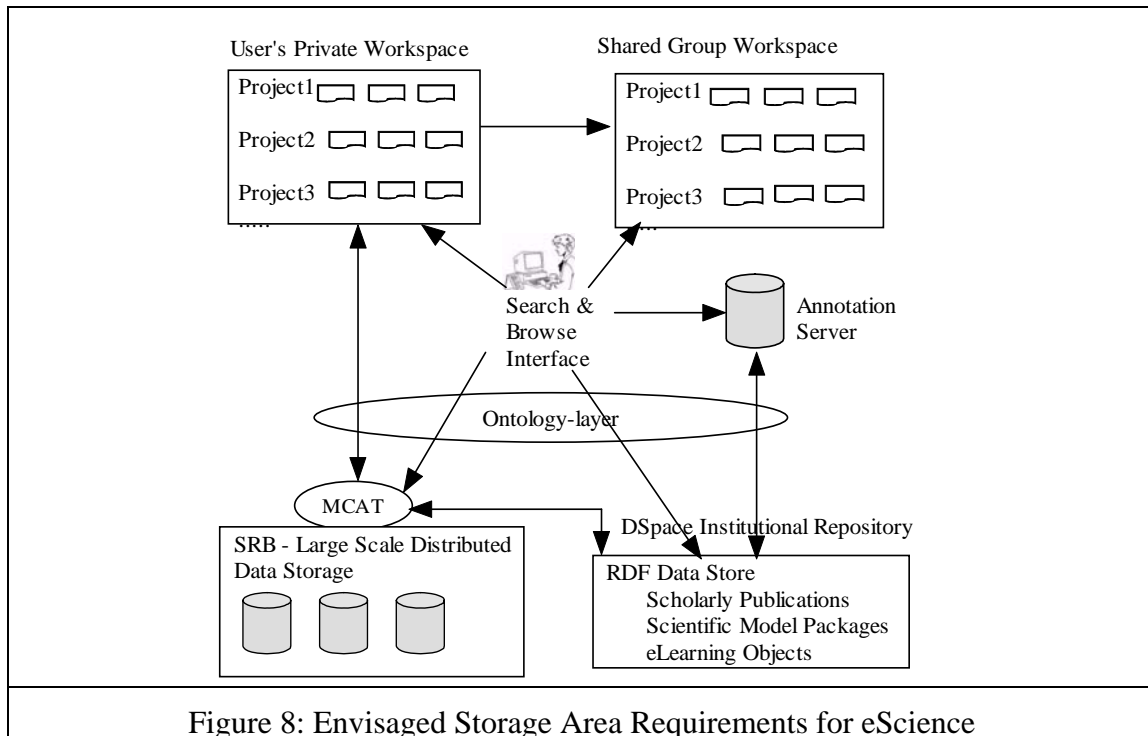 User's Private Workspace
Project1
Project2
Project3
.....
Shared Group Workspace
Project1
Project2
Project3
....
Search &
Browse
Interface
Annotation
Server
Ontology-layer
MCAT
SRB - Large Scale Distributed
Data Storage
DSpace Institutional Repository
RDF Data Store
Scholarly Publications
Scientific Model Packages
eLearning Objects
Figure 8: Envisaged Storage Area Requirements for eScience